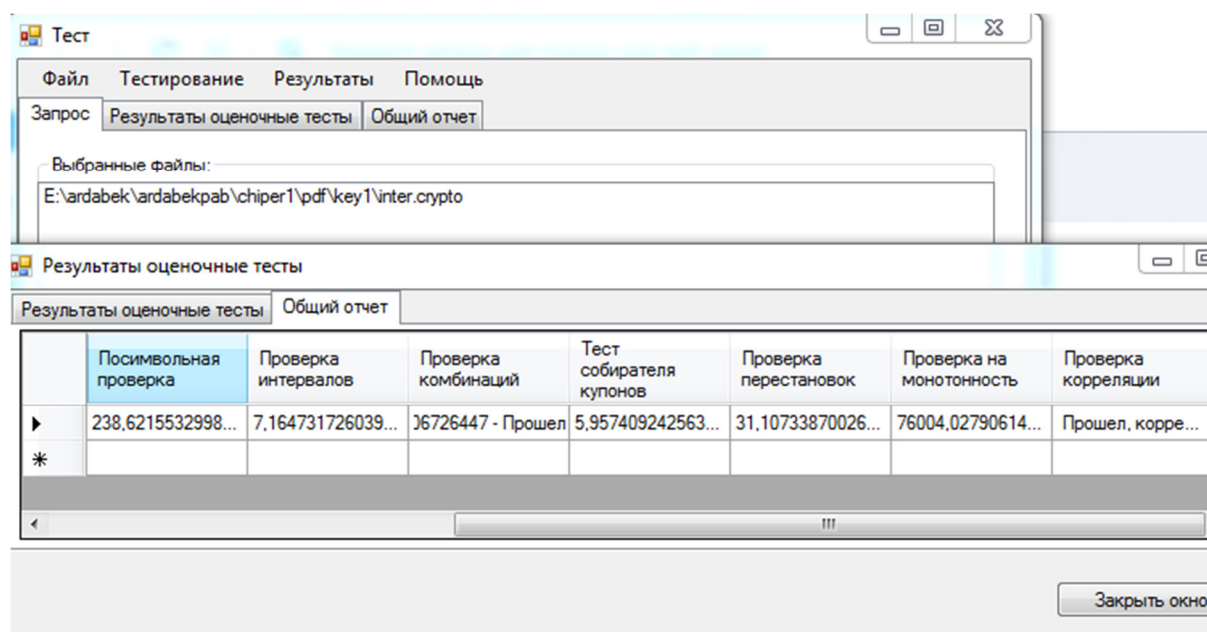 Тест
Файл Тестирование Результаты Помощь
Запрос Результаты оценочные тесты Общий отчет
Выбранные файлы:
E:\ardabek\ardabekpab\chiper1\pdf\key1\inter.crypto
Результаты оценочные тесты
Результаты оценочные тесты Общий отчет
Посимвольная проверка
Проверка интервалов
Проверка комбинаций
Тест собирателя купонов
Проверка перестановок
Проверка на монотонность
Проверка корреляции
238,6215532998... 7,164731726039... 06726447 - Прошел 5,957409242563... 31,10733870026... 76004,02790614... Прошел, корре...
Закрыть окно